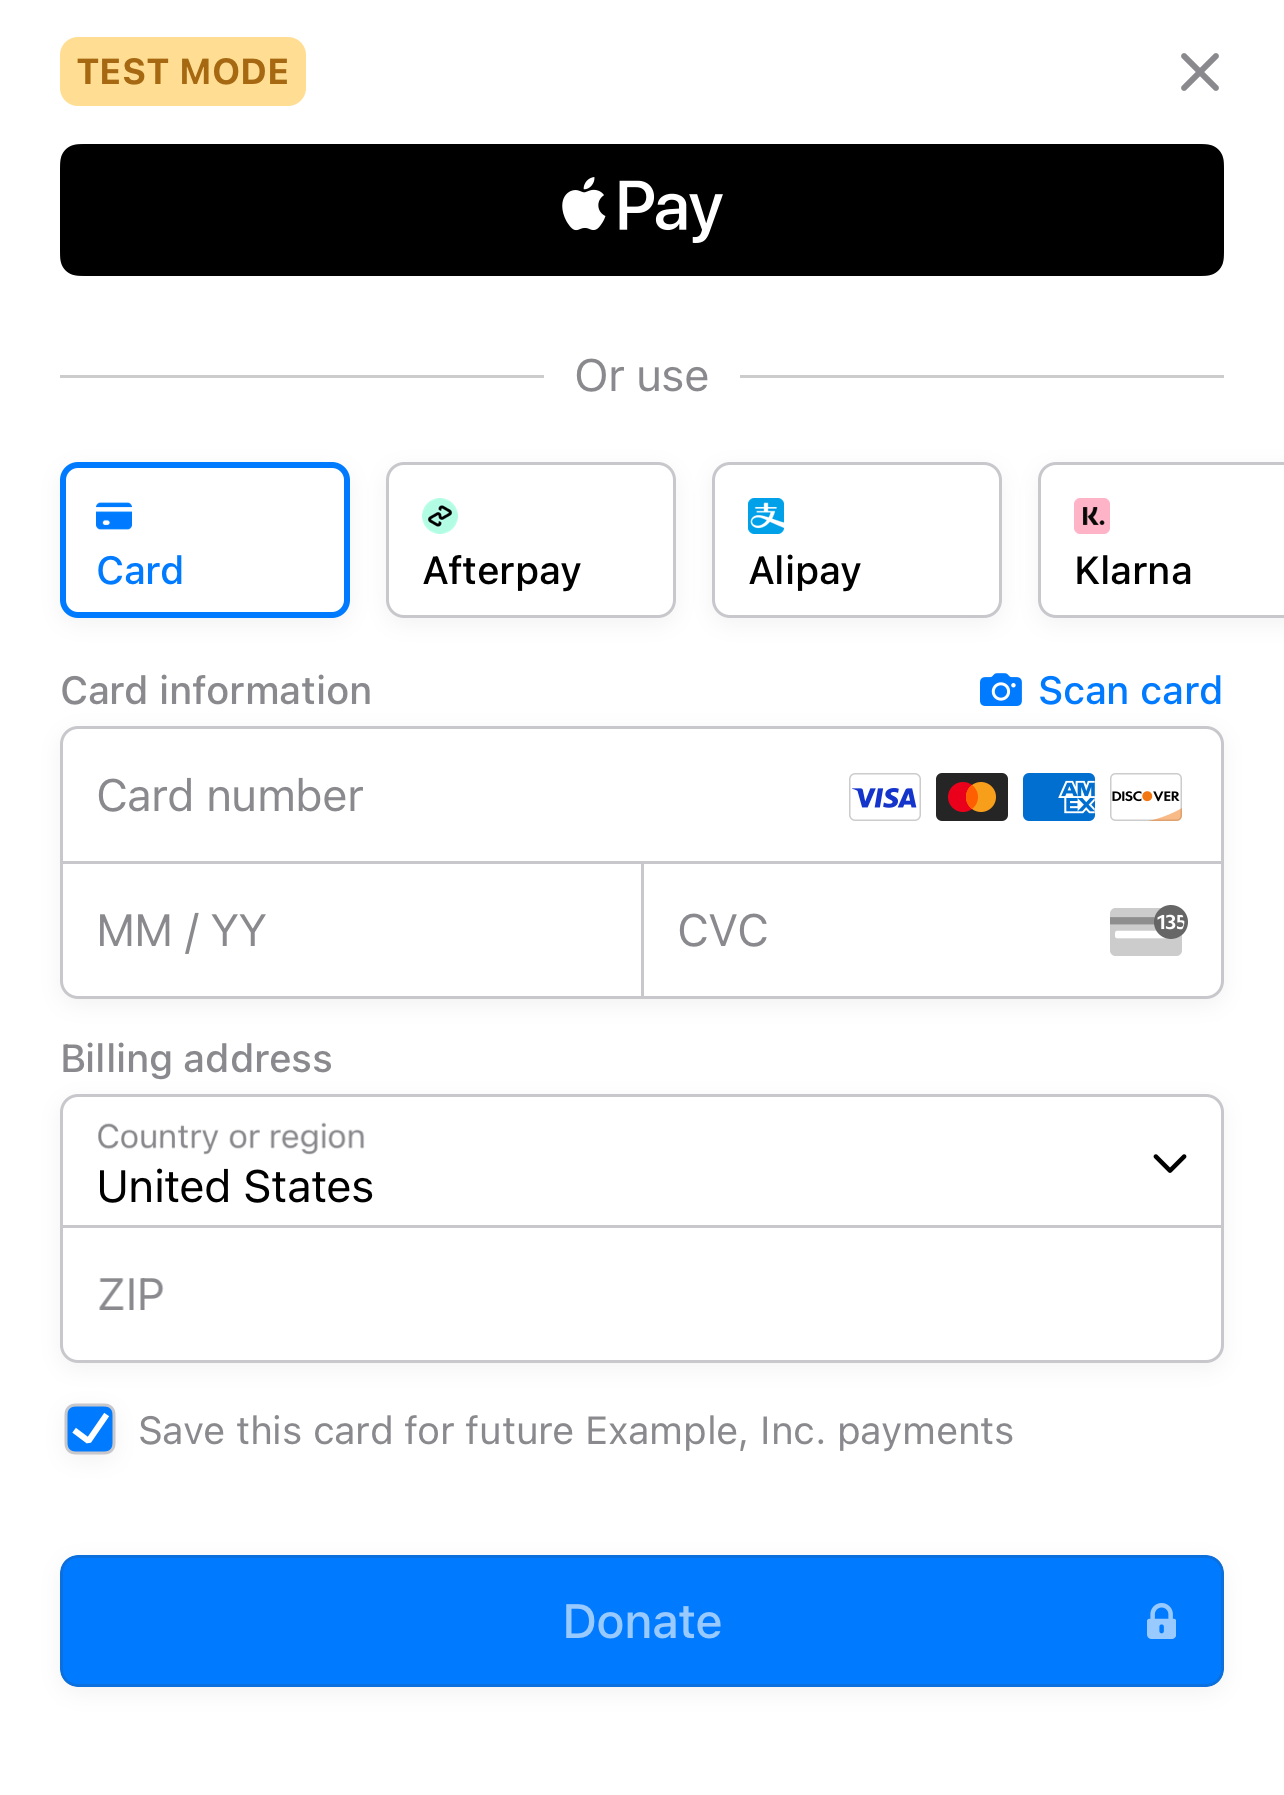 TEST MODE
Pay
Or use
Card
Afterpay
支
Alipay
K.
Klarna
Card information
Scan card
Card number
VISA
AM
EX
DISCOVER
MM / YY
CVC
135
Billing address
Country or region
United States
ZIP
Save this card for future Example, Inc. payments
Donate